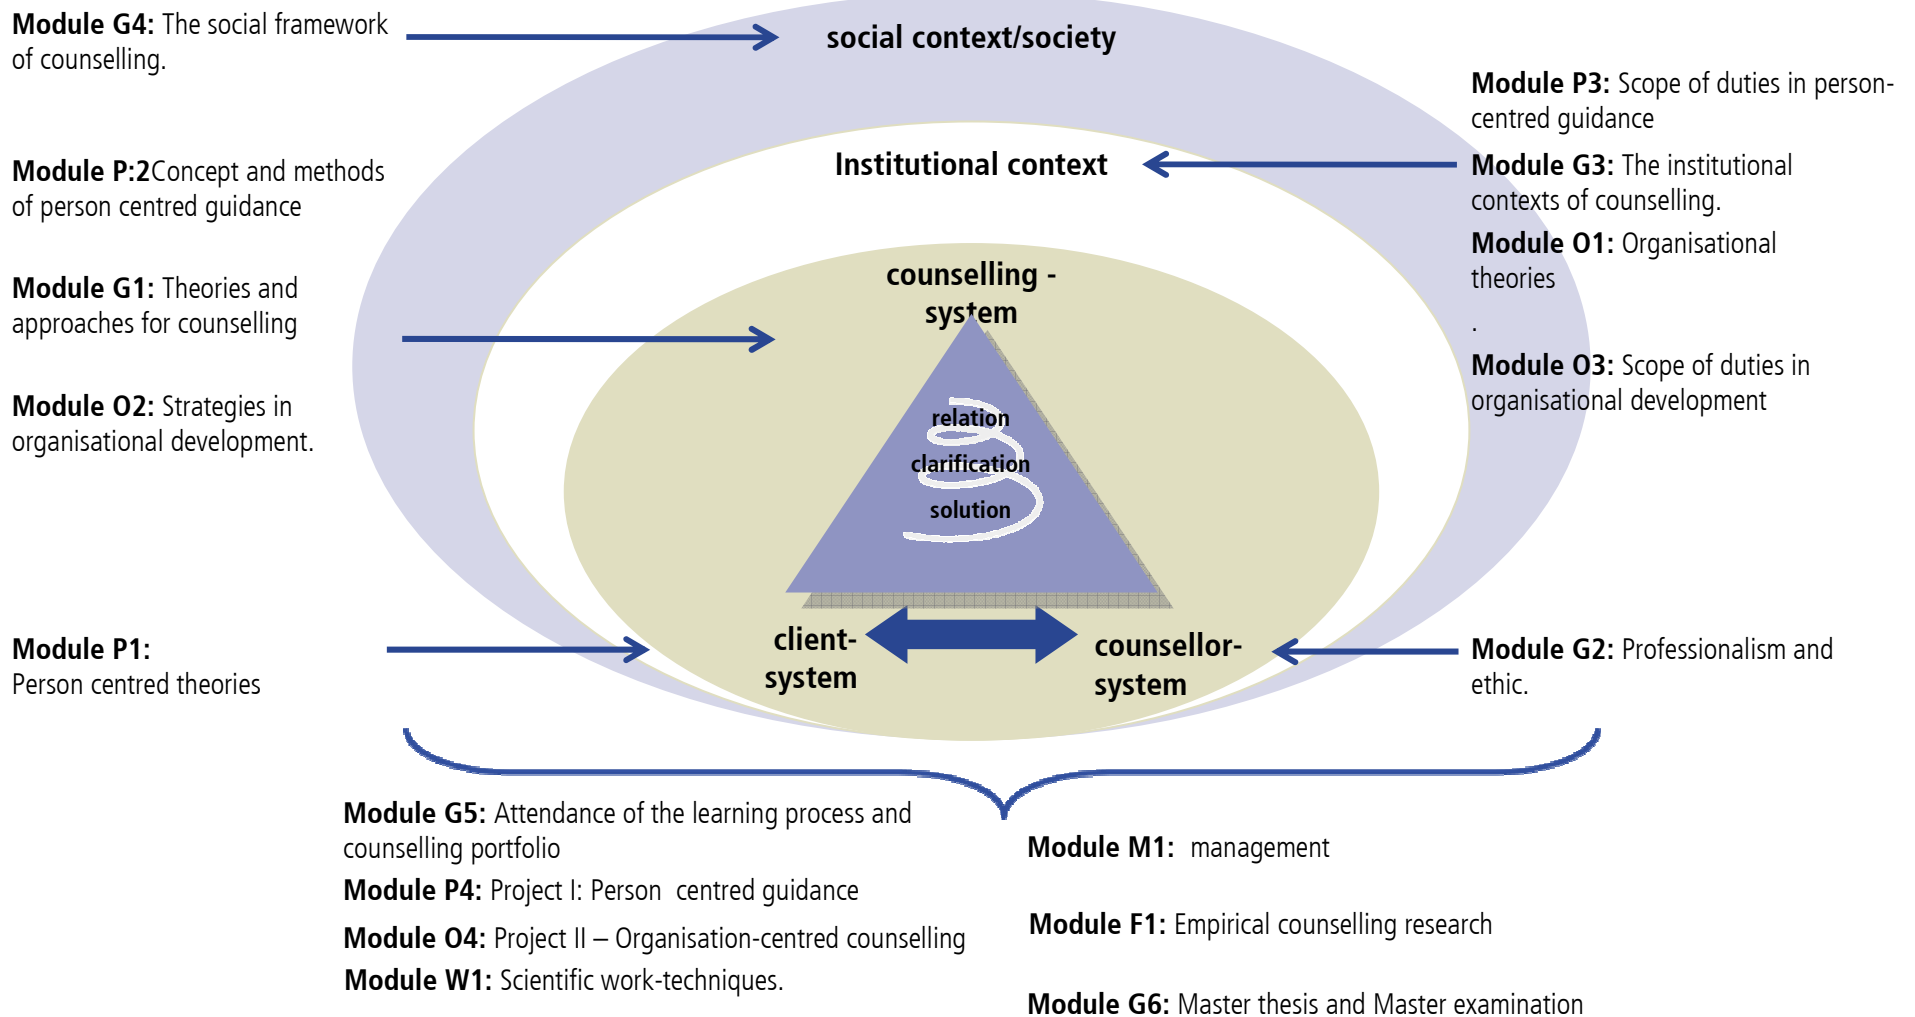 Module G4: The social framework
of counselling.
social context/society
Module P3: Scope of duties in person-
centred guidance
Module P:2Concept and methods
of person centred guidance
Institutional context
Module G3: The institutional
contexts of counselling.
Module O1: Organisational
theories
.
Module G1: Theories and
approaches for counselling
counselling -
system
Module O3: Scope of duties in
organisational development
Module O2: Strategies in
organisational development.
relation
clarification
solution
Module P1:
Person centred theories
client-
system
counsellor-
system
Module G2: Professionalism and
ethic.
Module G5: Attendance of the learning process and
counselling portfolio
Module P4: Project I: Person  centred guidance
Module O4: Project II – Organisation-centred counselling
Module W1: Scientific work-techniques.
Module M1:  management
Module F1: Empirical counselling research
Module G6: Master thesis and Master examination